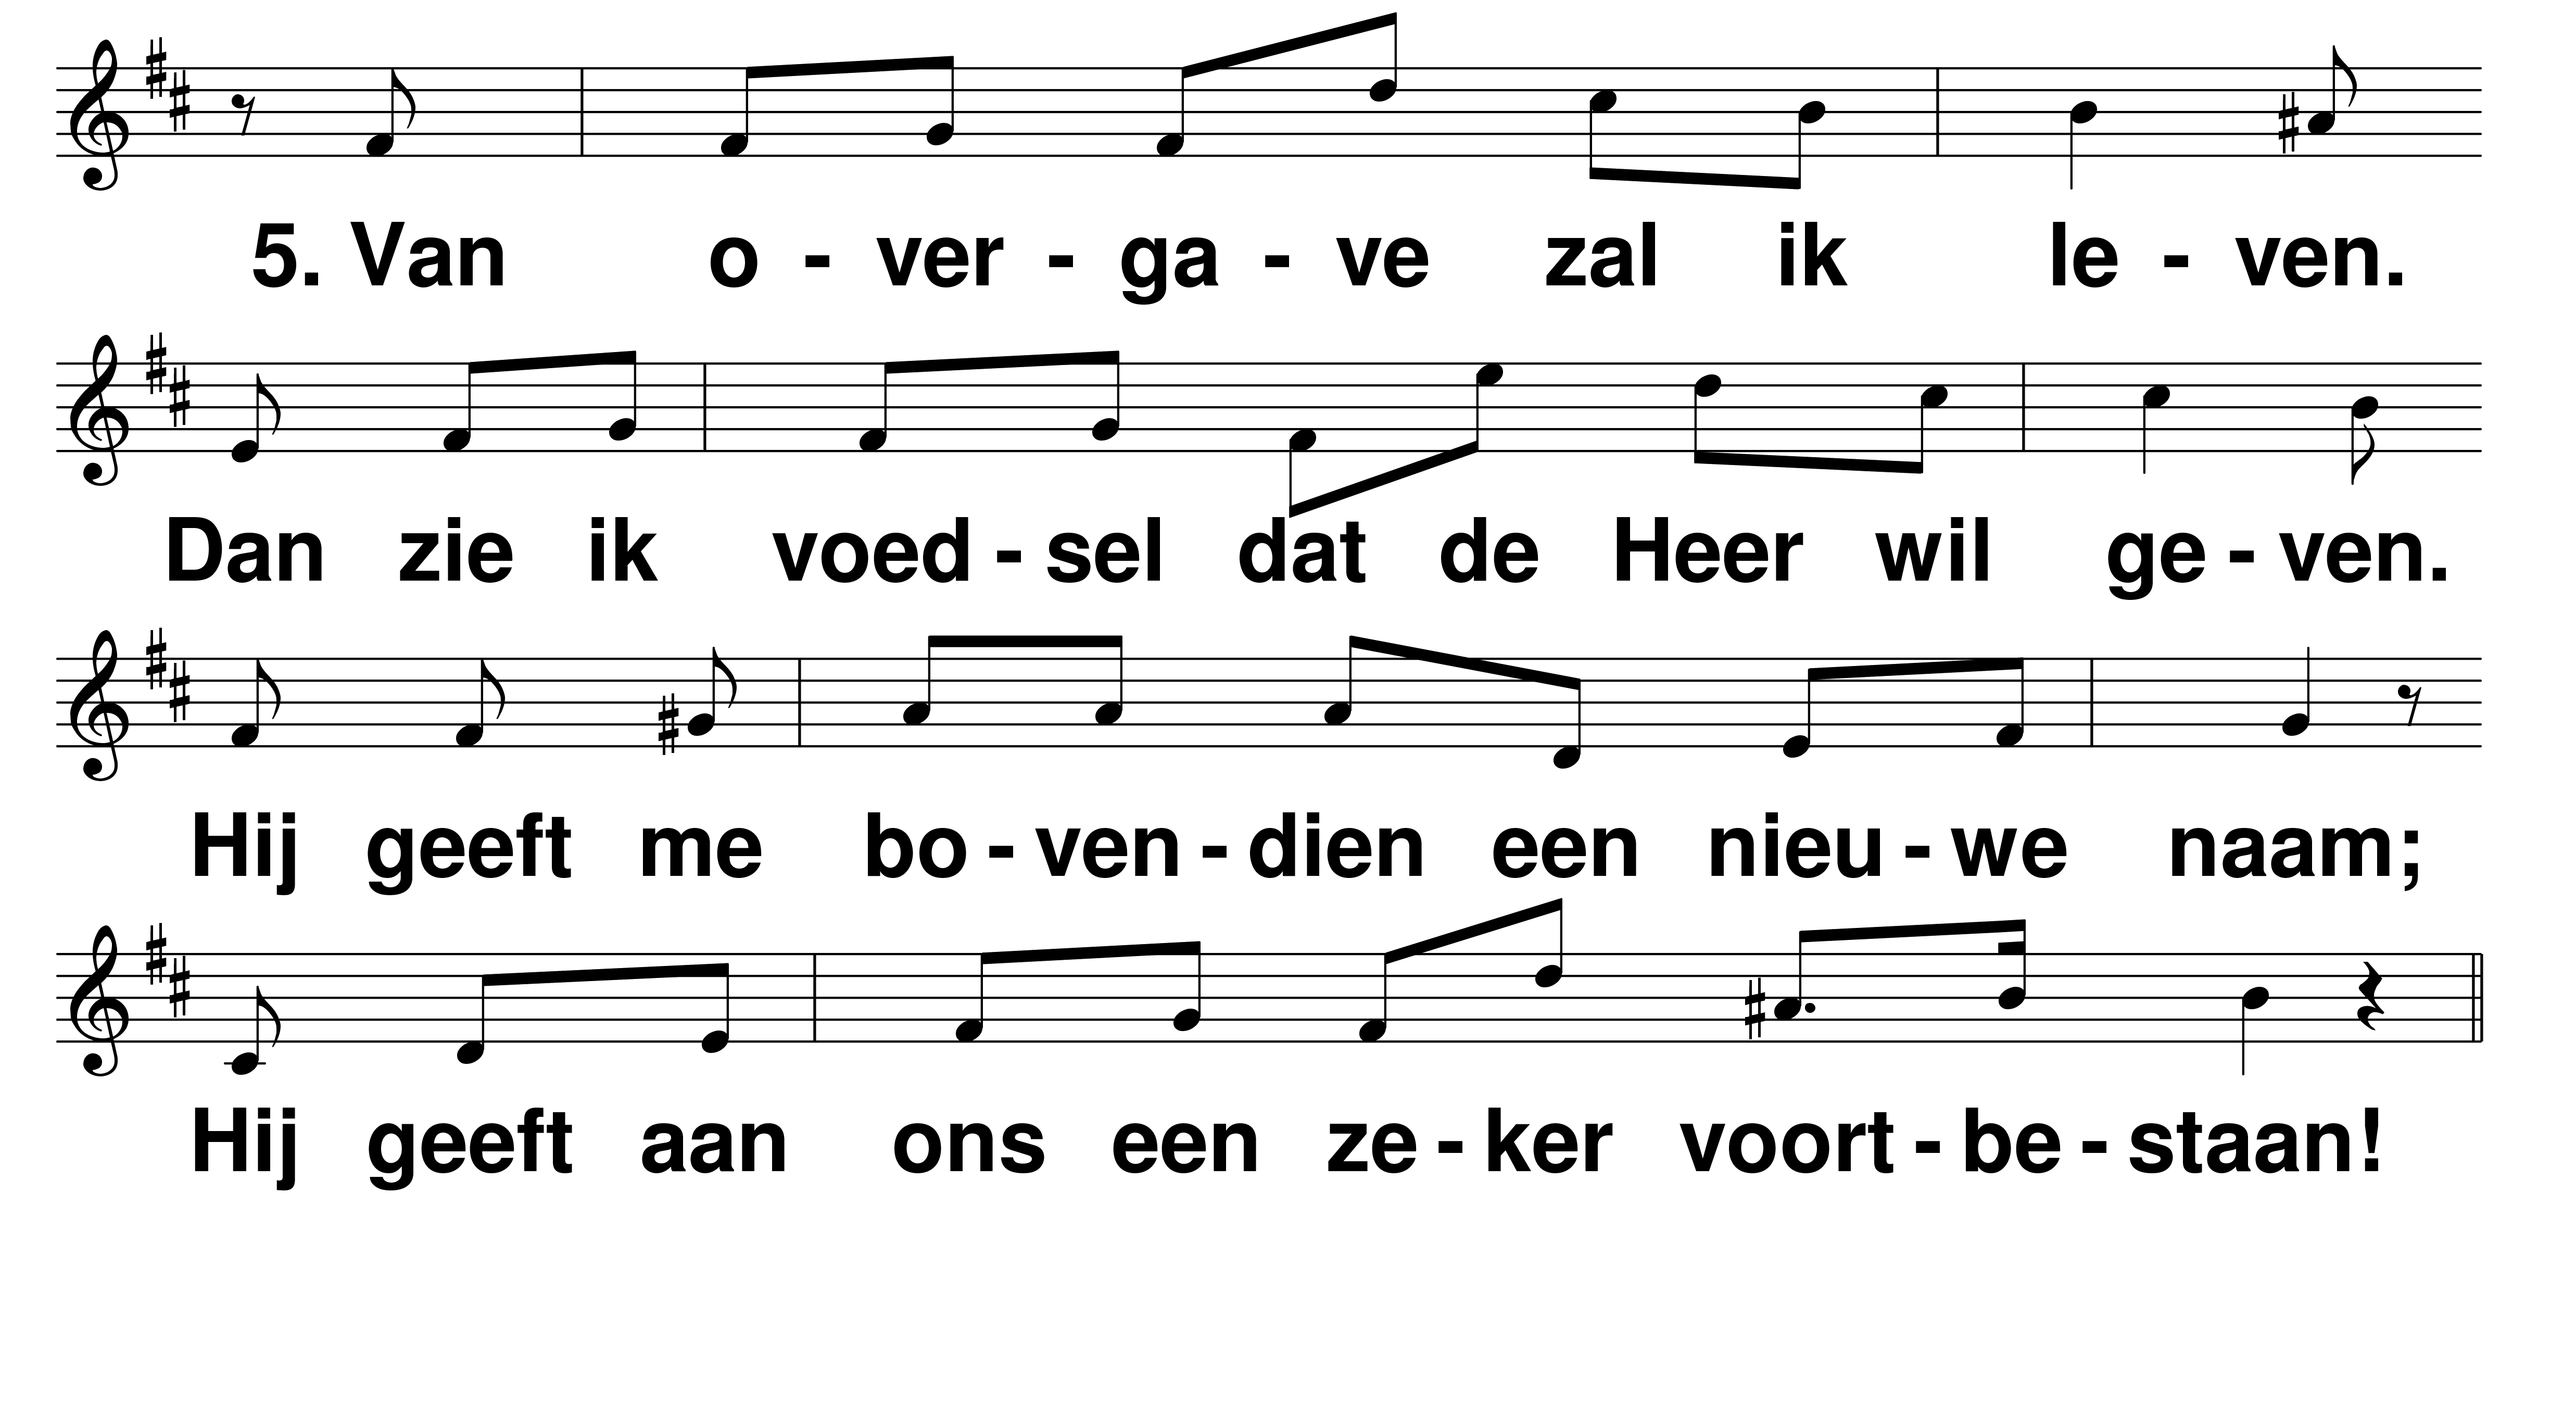 5. Van o - ver - ga - ve zal ik le - ven.
Dan zie ik voed - sel dat de Heer wil ge - ven.
Hij geeft me bo - ven - dien een nieu - we naam;
Hij geeft aan ons een ze - ker voort - be - staan!